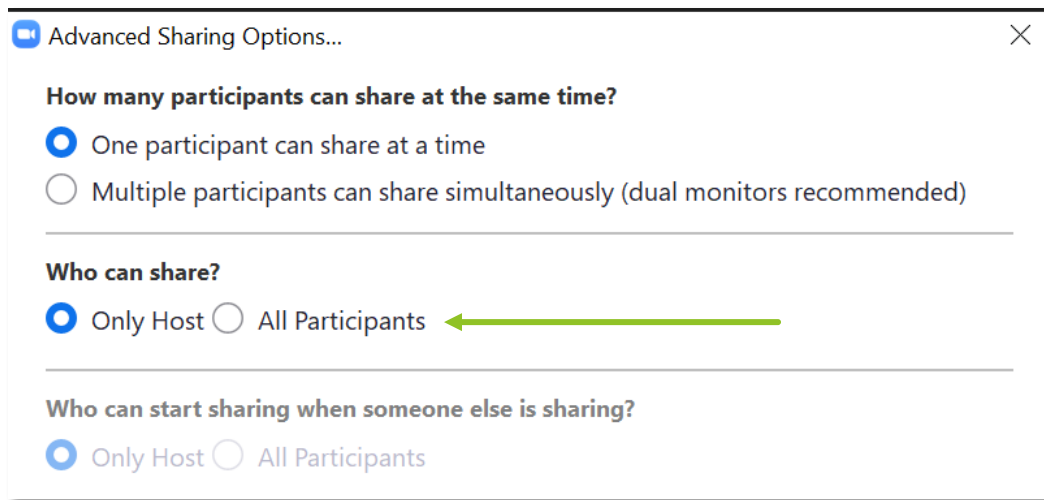 Advanced Sharing Options...
How many participants can share at the same time?
One participant can share at a time
Multiple participants can share simultaneously (dual monitors recommended)
Who can share?
Only Host All Participants
Who can start sharing when someone else is sharing?
Only Host All Participants